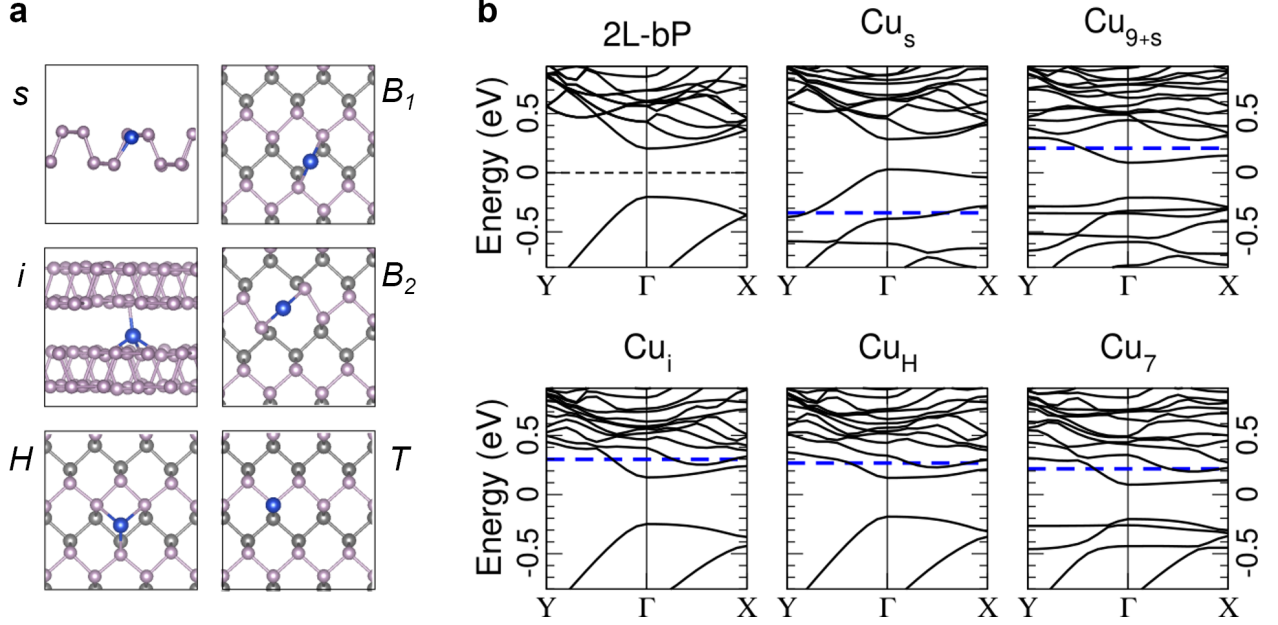 a
s
B1
i
B2
H
T
b
2L-bP
Cus
Cu9+s
Energy (eV)
0.5
0
-0.5
0.5
0
-0.5
Y Γ X
Y Γ X
Y Γ X
Cui
CuH
Cu7
Energy (eV)
0.5
0
-0.5
0.5
0
-0.5
Y Γ X
Y Γ X
Y Γ X